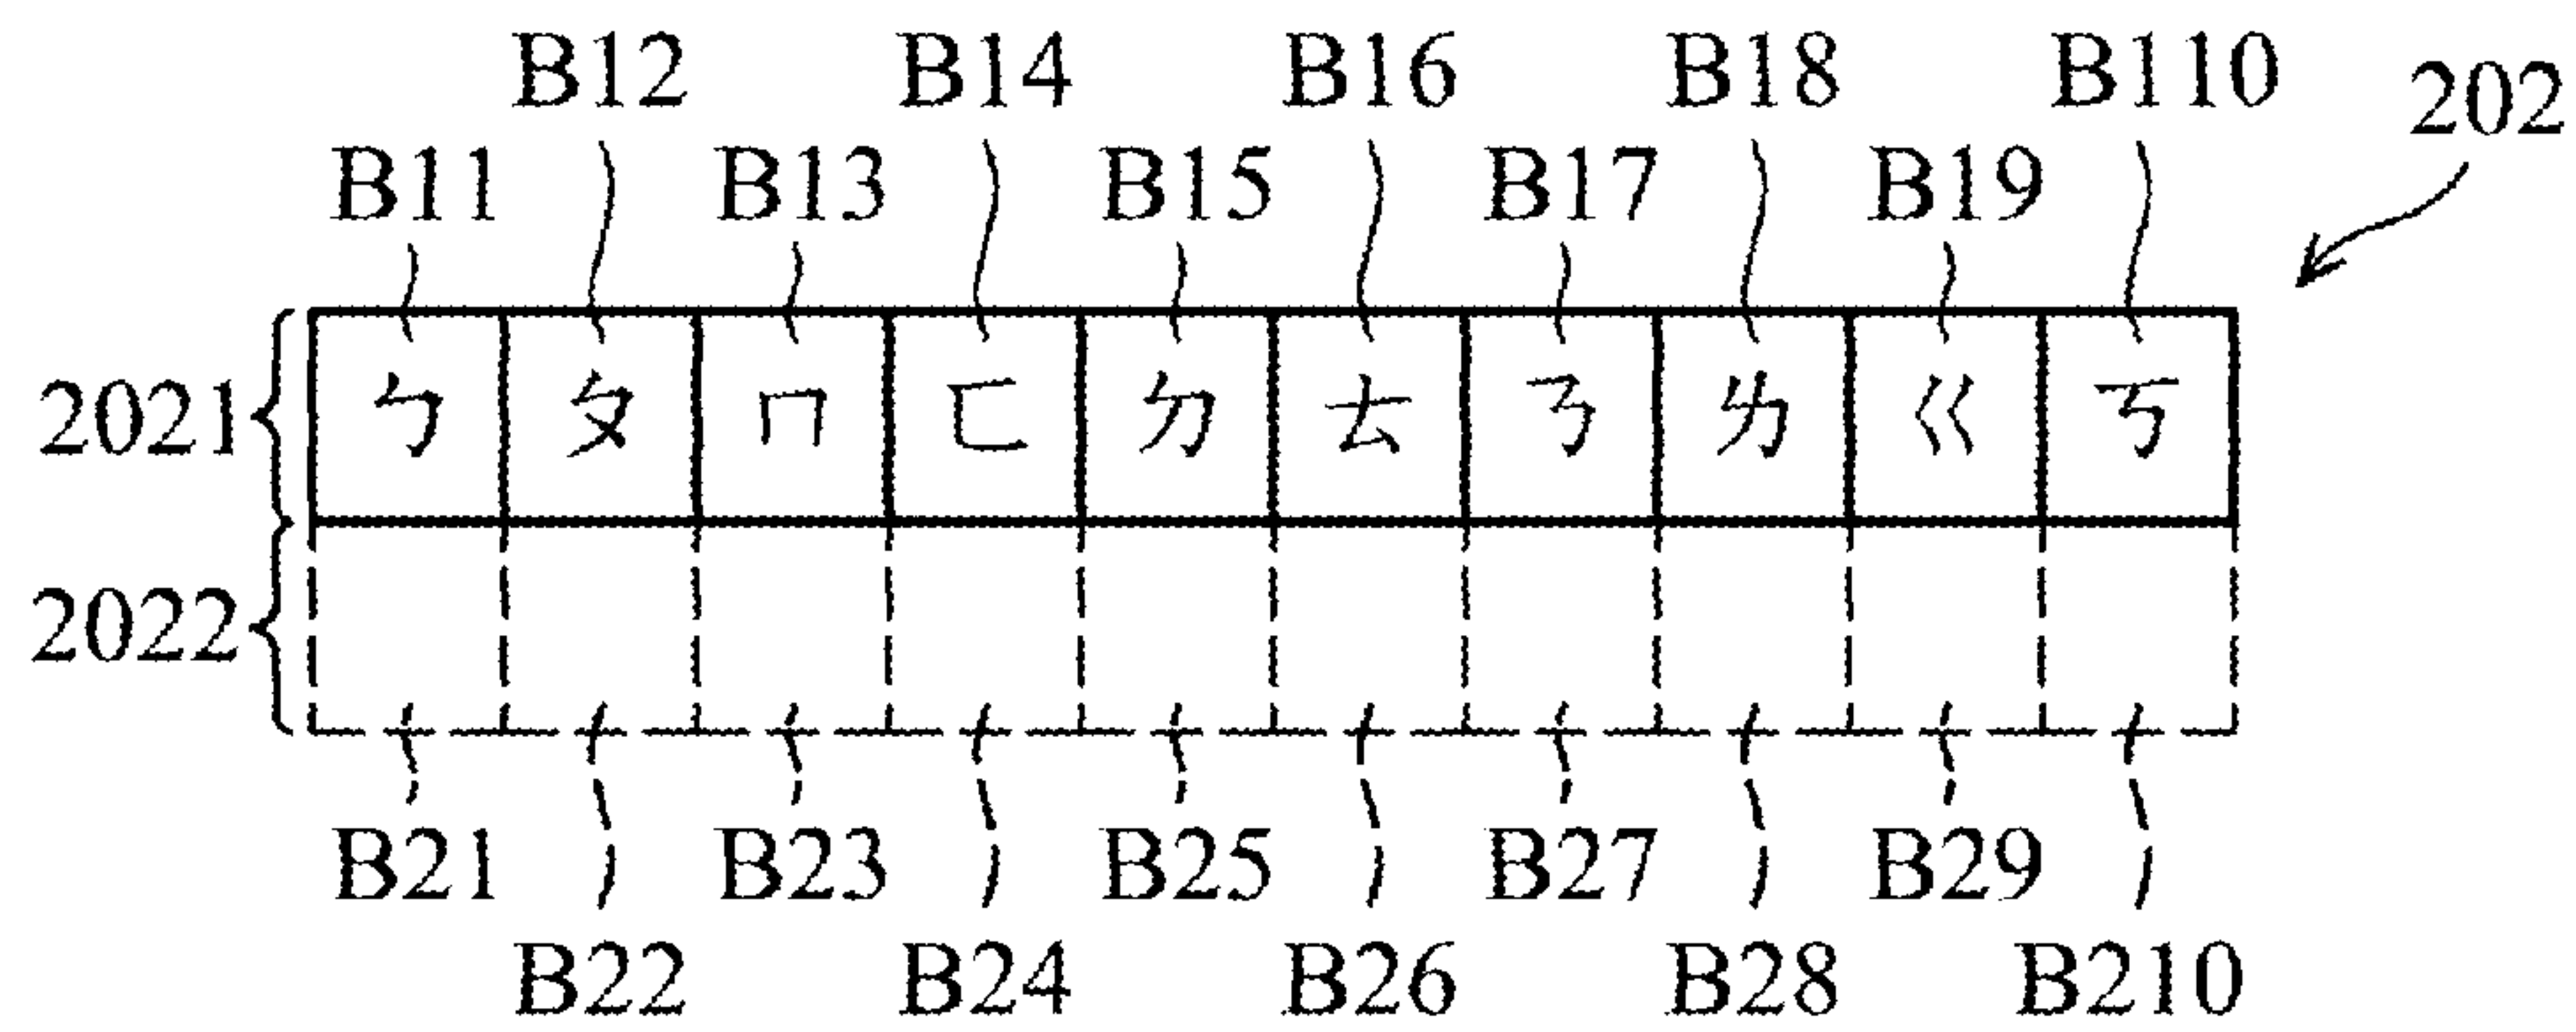 B12 B14 B16 B18 B110 202
B11 B13 B15 B17 B19
2021 ㄅ ㄆ ㄇ ㄈ ㄉ ㄊ ㄋ ㄌ ㄍ ㄎ
2022
B21 B23 B25 B27 B29
B22 B24 B26 B28 B210